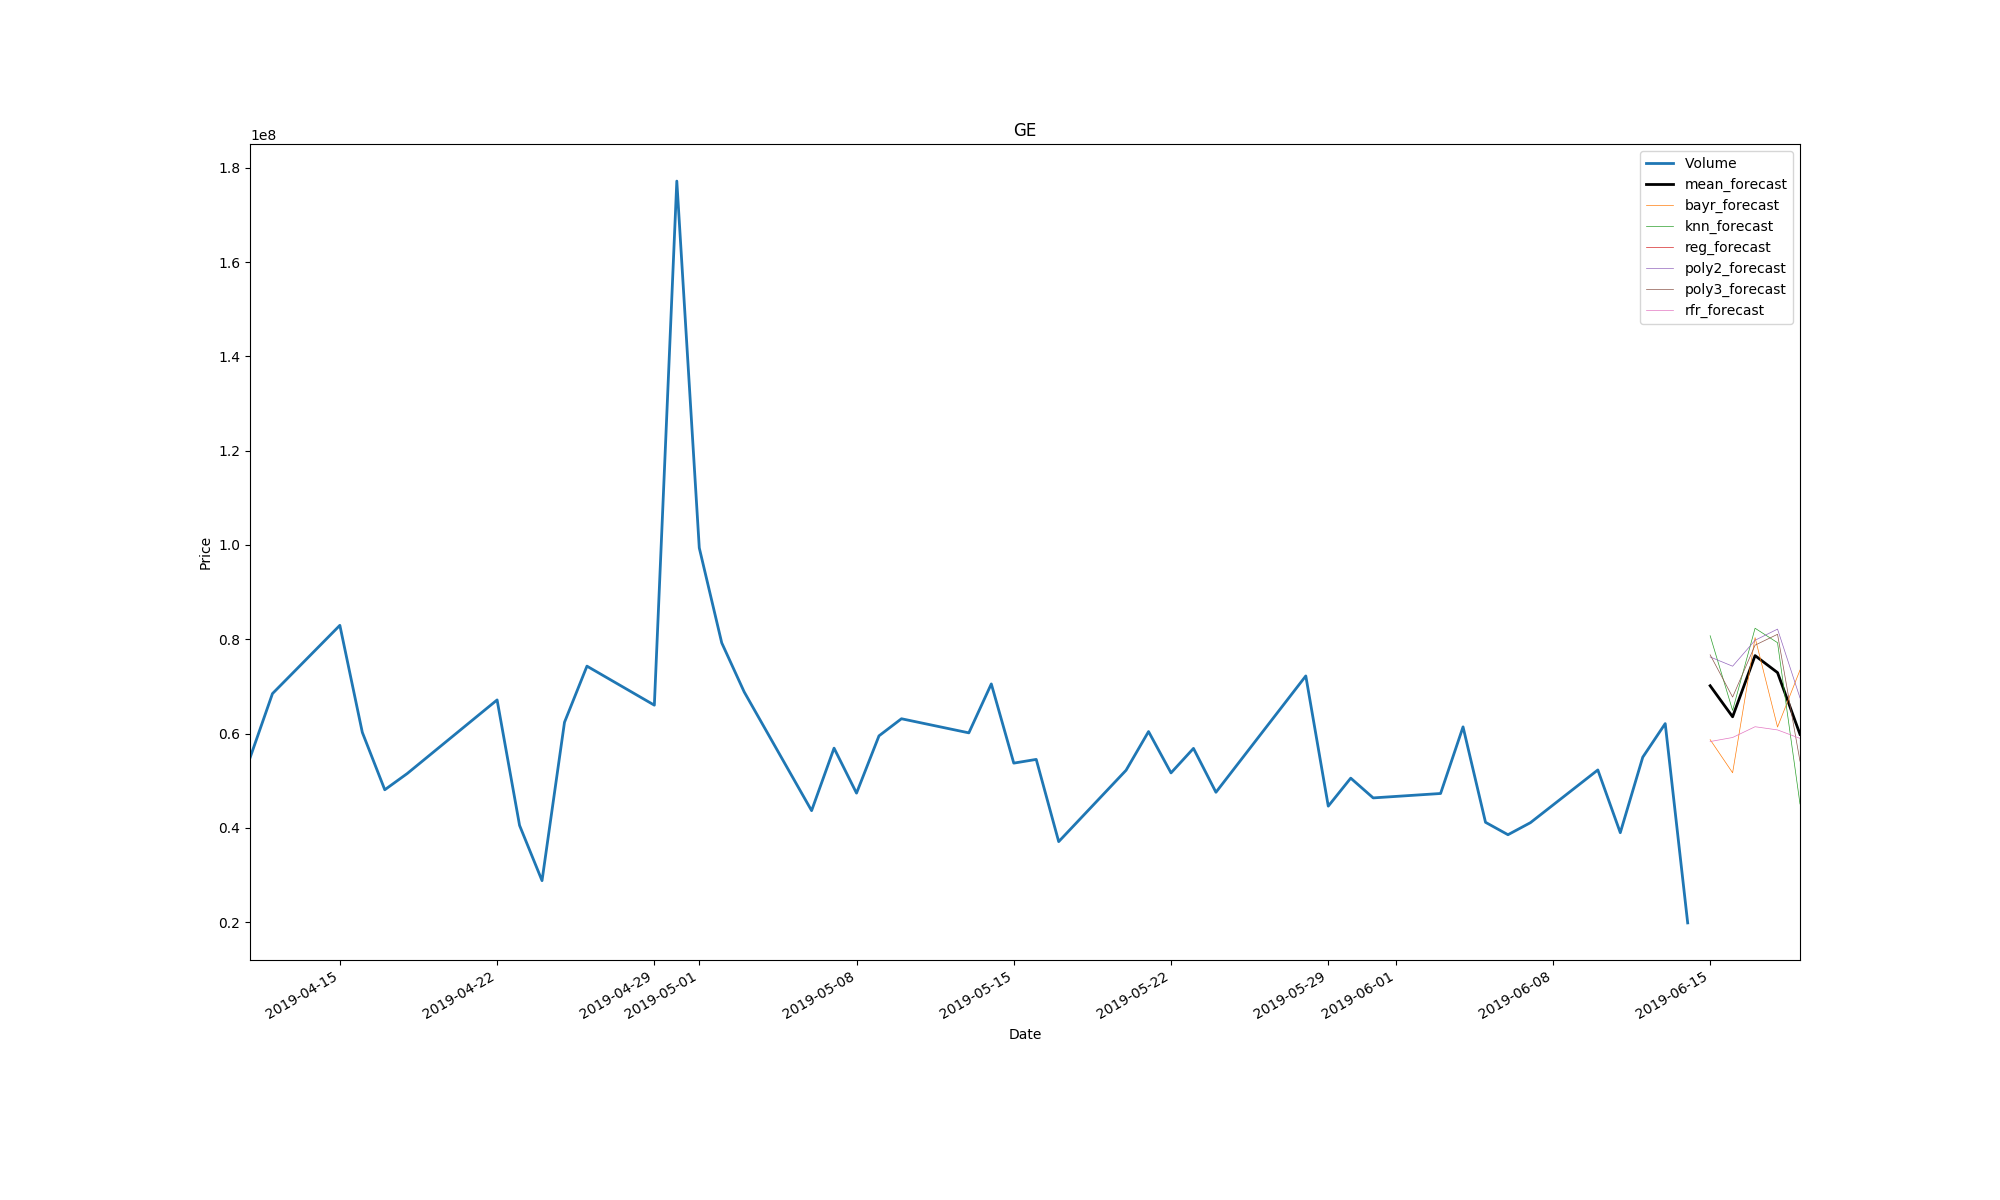 GE
1e8
1.8
1.6
1.4
1.2
1.0
0.8
0.6
0.4
0.2
Price
Volume
mean_forecast
bayr_forecast
knn_forecast
reg_forecast
poly2_forecast
poly3_forecast
rfr_forecast
2019-04-15
2019-04-22
2019-04-29
2019-05-01
2019-05-08
2019-05-15
2019-05-22
2019-05-29
2019-06-01
2019-06-08
2019-06-15
Date